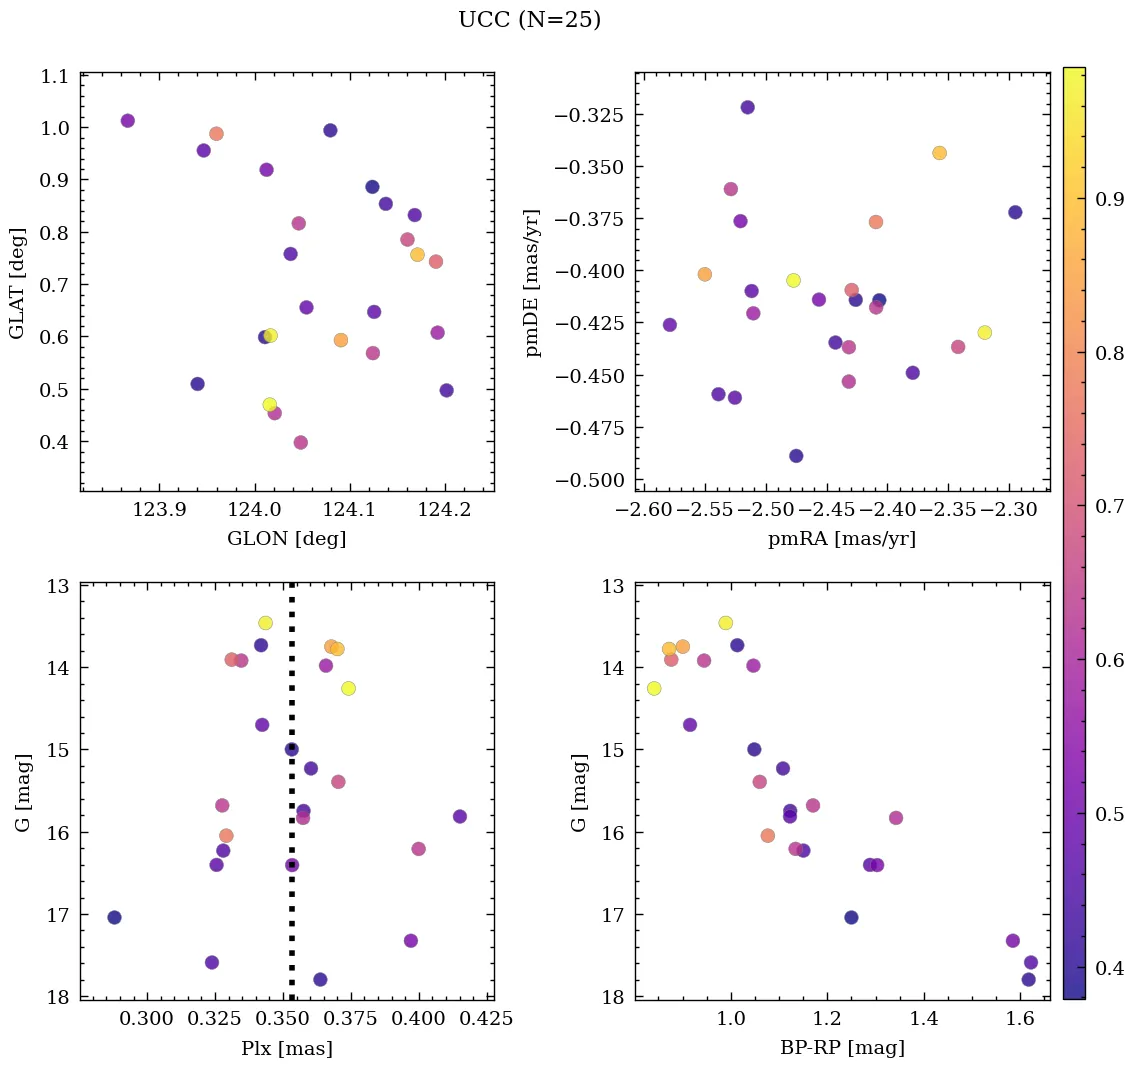 UCC (N=25)
1.1
1.0
0.9
0.8
0.7
0.6
0.5
0.4
GLAT [deg]
123.9 124.0 124.1 124.2
GLON [deg]
−0.325
−0.350
−0.375
−0.400
−0.425
−0.450
−0.475
−0.500
pmDE [mas/yr]
−2.60 −2.55 −2.50 −2.45 −2.40 −2.35 −2.30
pmRA [mas/yr]
13
14
15
16
17
18
G [mag]
0.300 0.325 0.350 0.375 0.400 0.425
Plx [mas]
13
14
15
16
17
18
G [mag]
1.0 1.2 1.4 1.6
BP-RP [mag]
0.9
0.8
0.7
0.6
0.5
0.4